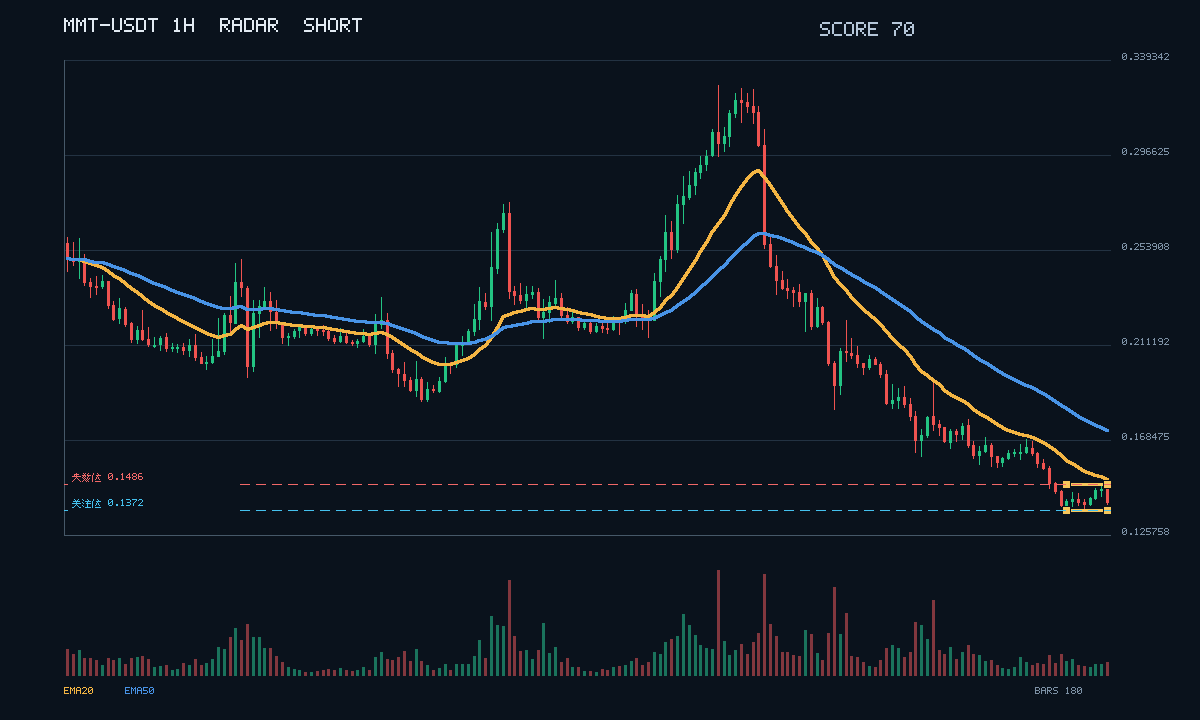 MMT-USDT 1H RADAR SHORT
SCORE 70
0.339342
0.296625
0.253908
0.211192
0.168475
失效位 0.1486
关注位 0.1372
0.125758
EMA20 EMA50
BARS 180